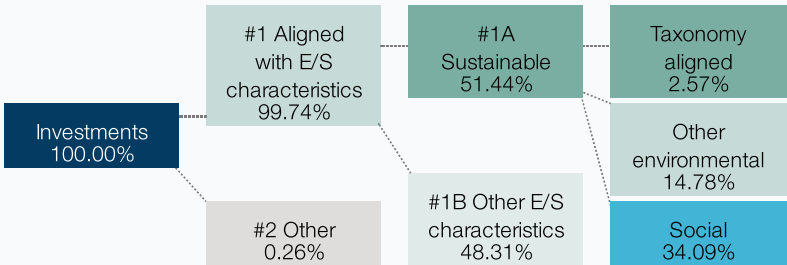 Investments
100.00%
#1 Aligned
with E/S
characteristics
99.74%
#2 Other
0.26%
#1A
Sustainable
51.44%
#1B Other E/S
characteristics
48.31%
Taxonomy
aligned
2.57%
Other
environmental
14.78%
Social
34.09%